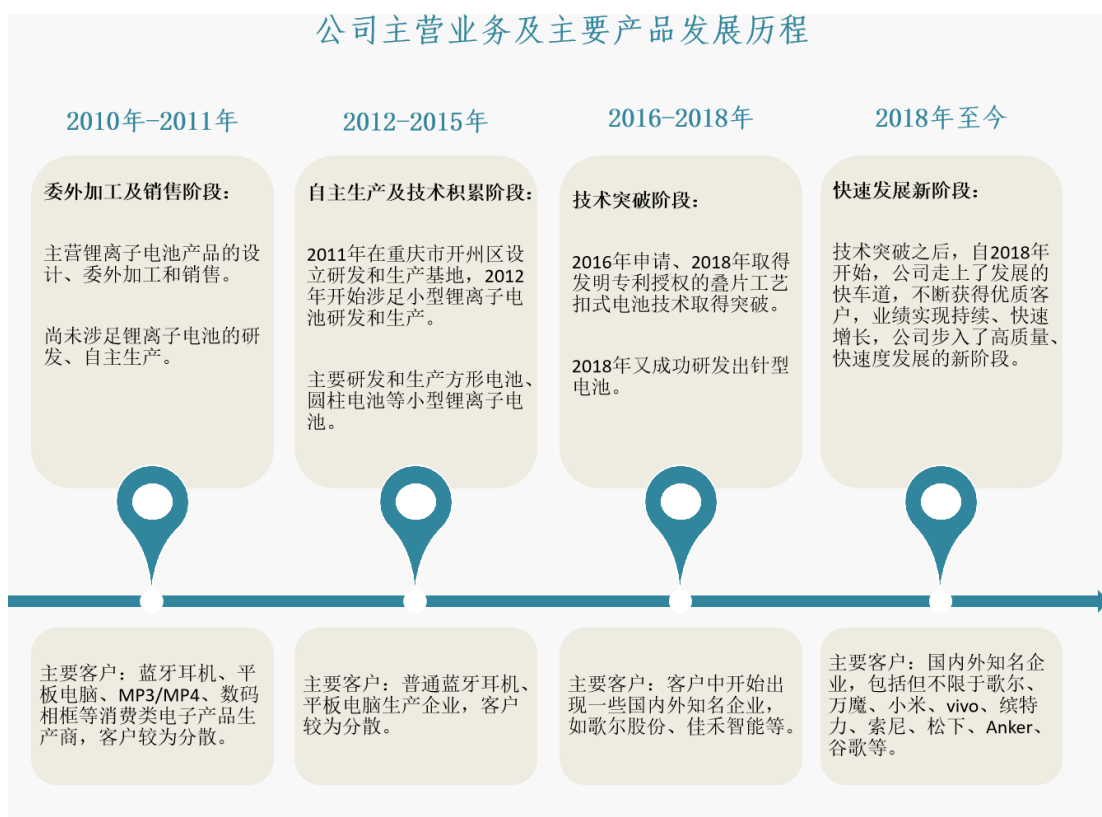 公司主营业务及主要产品发展历程
2010年-2011年
委外加工及销售阶段：
主营锂离子电池产品的设
计、委外加工和销售。
尚未涉足锂离子电池的研
发、自主生产。
主要客户：蓝牙耳机、平
板电脑、MP3/MP4、数码
相框等消费类电子产品生
产商，客户较为分散。
2012-2015年
自主生产及技术积累阶段：
2011年在重庆市开州区设
立研发和生产基地，2012
年开始涉足小型锂离子电
池研发和生产。
主要研发和生产方形电池、
圆柱电池等小型锂离子电
池。
主要客户：普通蓝牙耳机、
平板电脑生产企业，客户
较为分散。
2016-2018年
技术突破阶段：
2016年申请、2018年取得
发明专利授权的叠片工艺
扣式电池技术取得突破。
2018年又成功研发出针型
电池。
主要客户：客户中开始出
现一些国内外知名企业，
如歌尔股份、佳禾智能等。
2018年至今
快速发展新阶段：
技术突破之后，自2018年
开始，公司走上了发展的
快车道，不断获得优质客
户，业绩实现持续、快速
增长，公司步入了高质量、
快速度发展的新阶段。
主要客户：国内外知名企
业，包括但不限于歌尔、
万魔、小米、vivo、缤特
力、索尼、松下、Anker、
谷歌等。